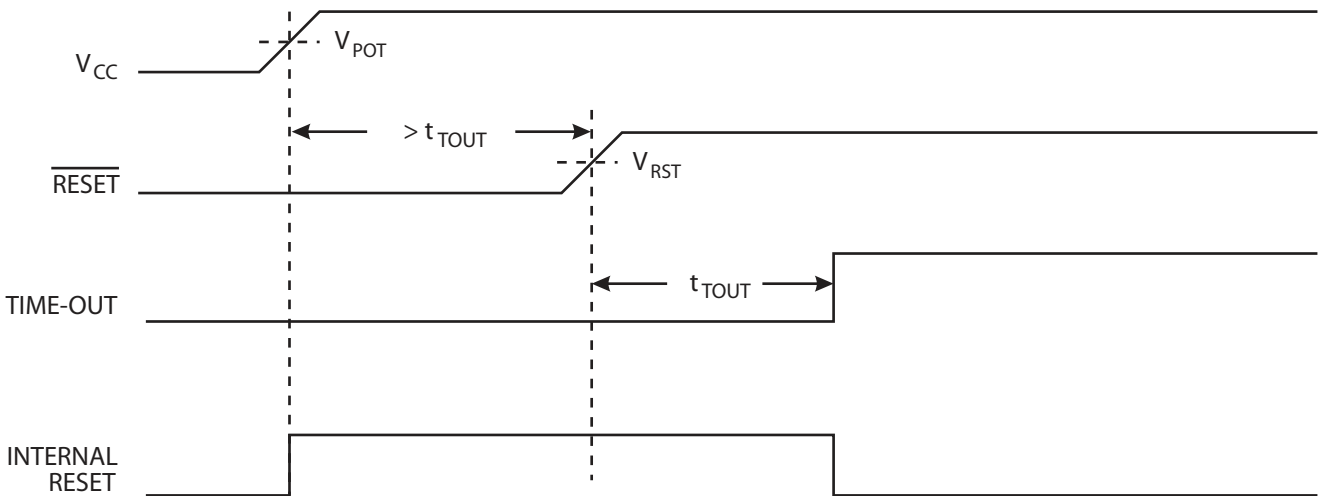 V_POT
V_CC
> t_TOUT
V_RST
RESET
t_TOUT
TIME-OUT
INTERNAL
RESET